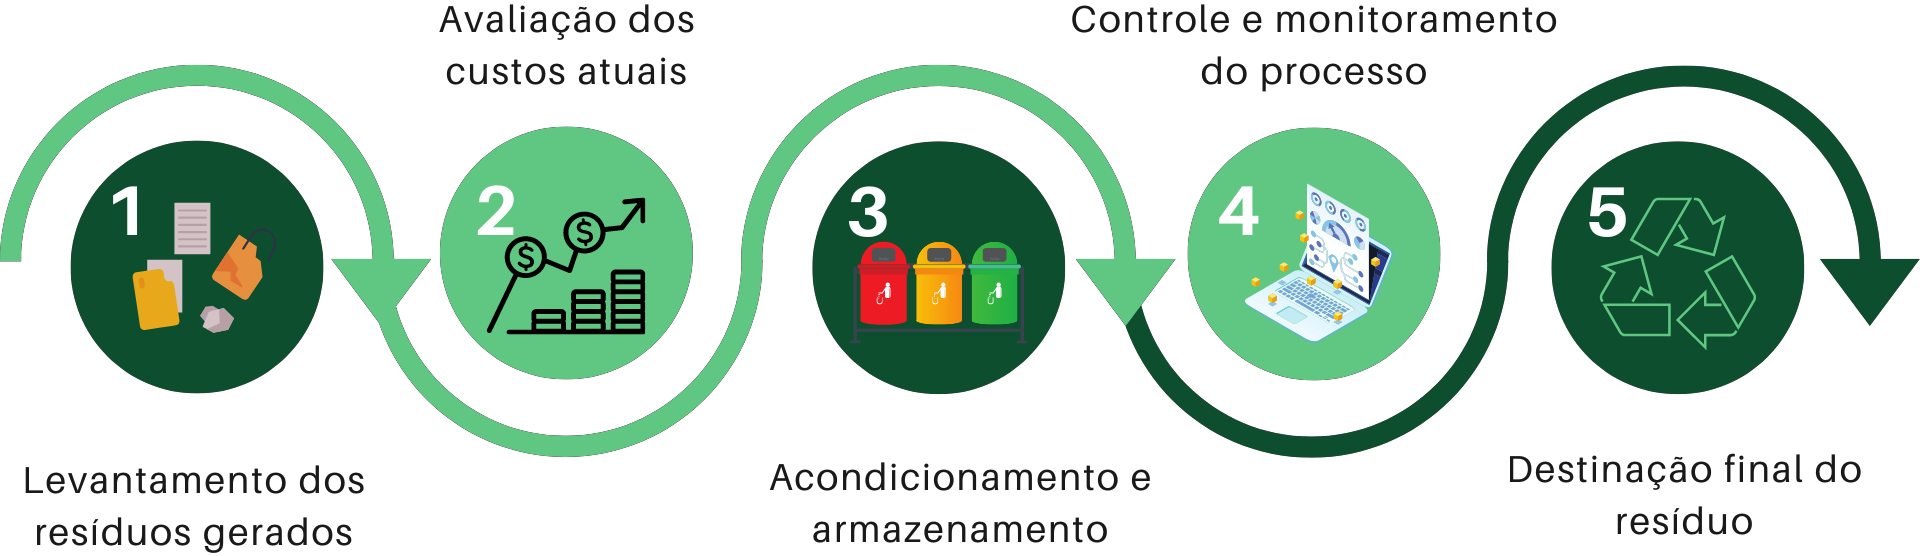 1
Levantamento dos
resíduos gerados
Avaliação dos
custos atuais
2
3
Acondicionamento e
armazenamento
Controle e monitoramento
do processo
4
5
Destinação final do
resíduo